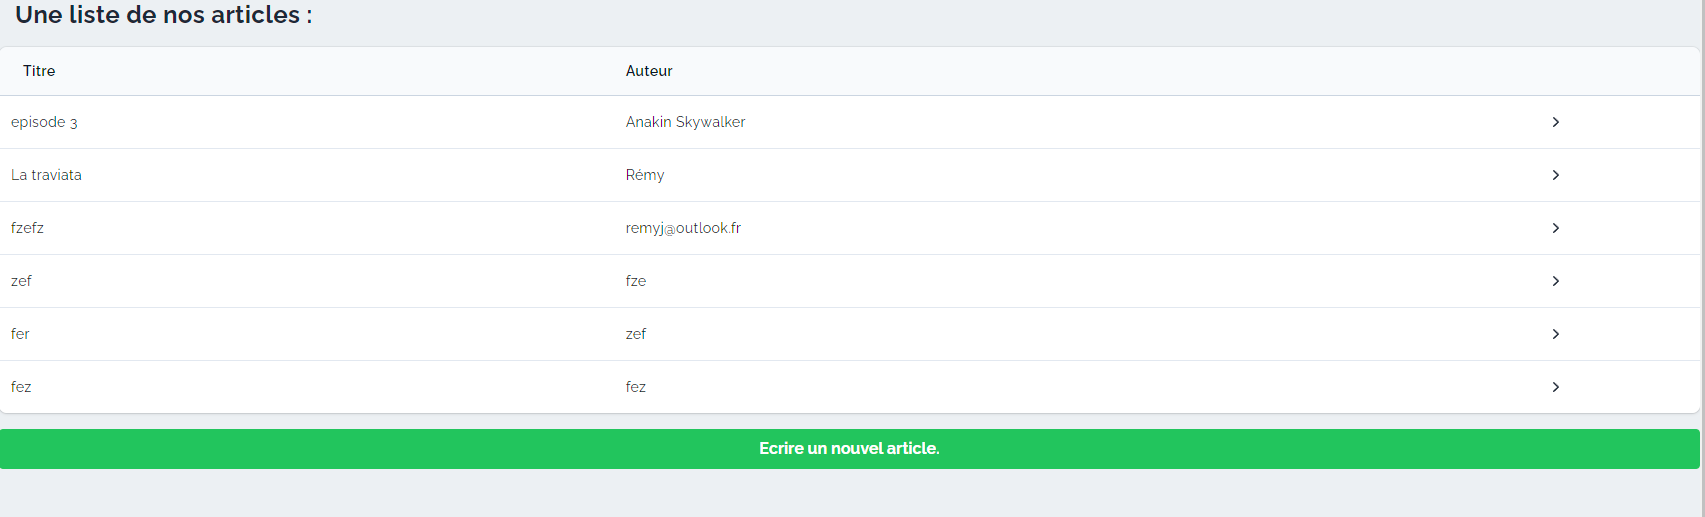 Une liste de nos articles :
Titre Auteur
episode 3 Anakin Skywalker
La traviata Rémy
fzefz remyj@outlook.fr
zef fze
fer zef
fez fez
Ecrire un nouvel article.